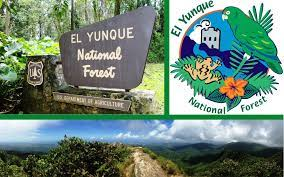 EL YUNQUE
National
Forest
U.S. DEPARTMENT OF AGRICULTURE
El Yunque
National Forest